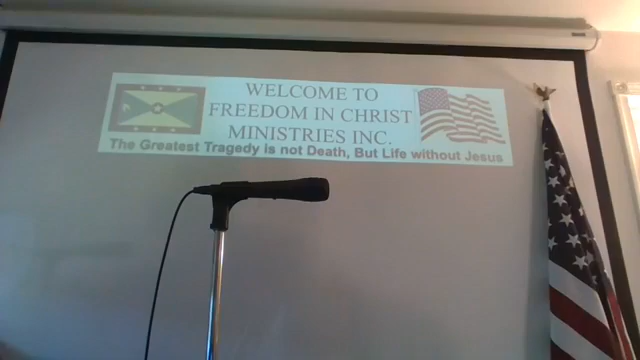 WELCOME TO
FREEDOM IN CHRIST
MINISTRIES INC.
The Greatest Tragedy is not Death, But Life without Jesus